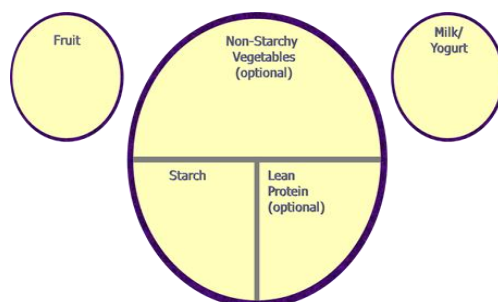 Fruit
Non-Starchy
Vegetables
(optional)
Milk/
Yogurt
Starch
Lean
Protein
(optional)